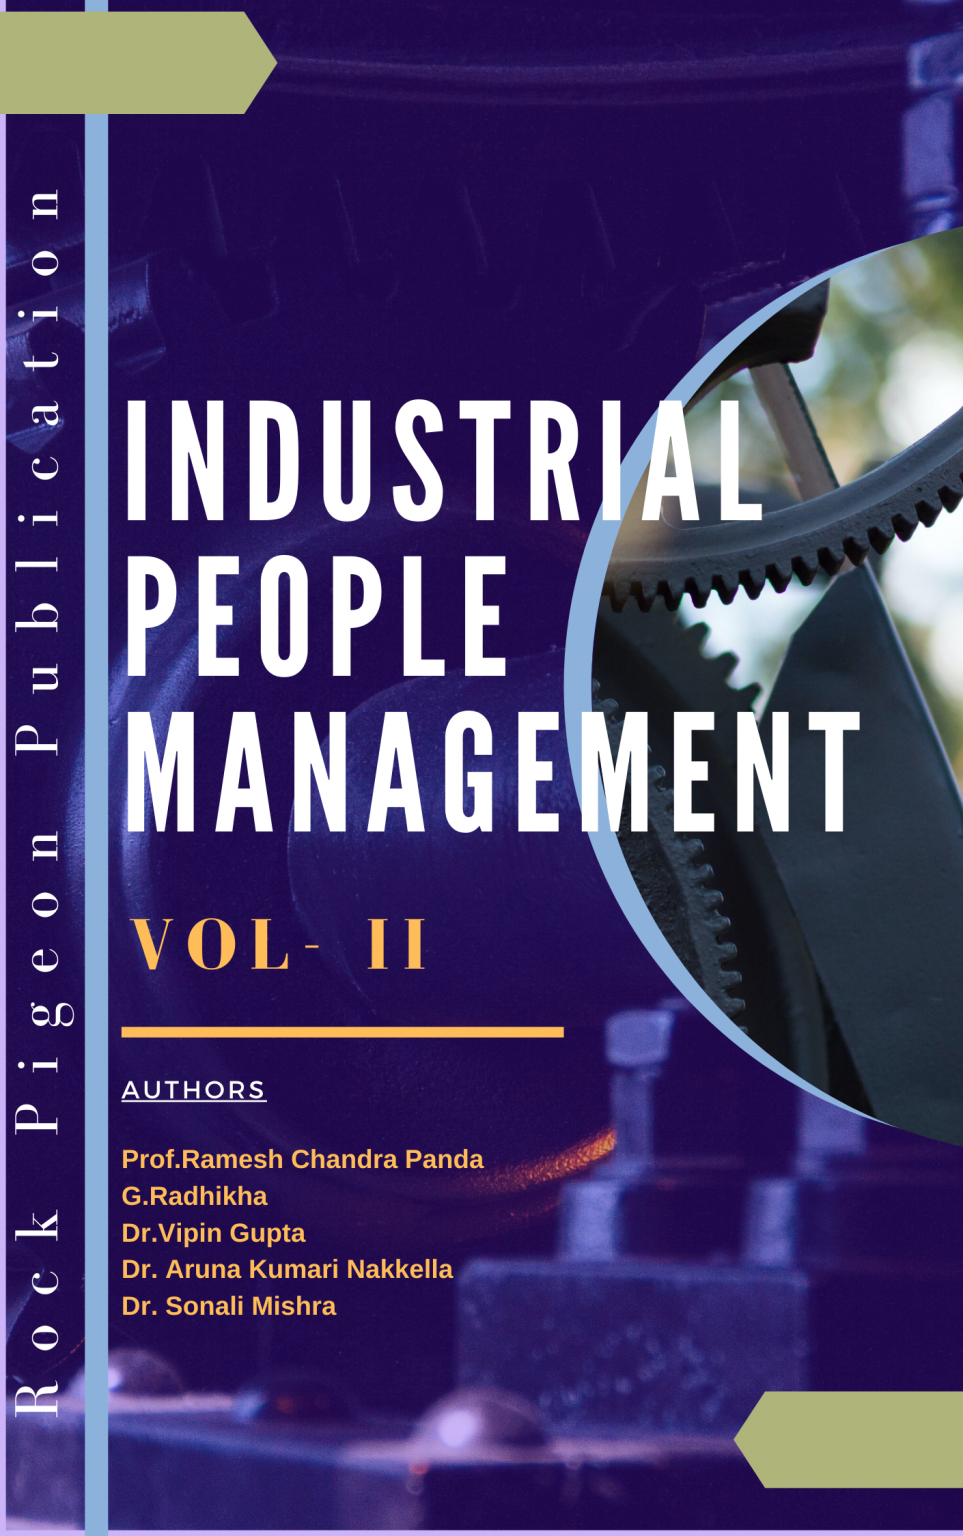 Rock Pigeon Publication
INDUSTRIAL
PEOPLE
MANAGEMENT
VOL- II
AUTHORS
Prof.Ramesh Chandra Panda
G.Radhikha
Dr.Vipin Gupta
Dr. Aruna Kumari Nakkella
Dr. Sonali Mishra